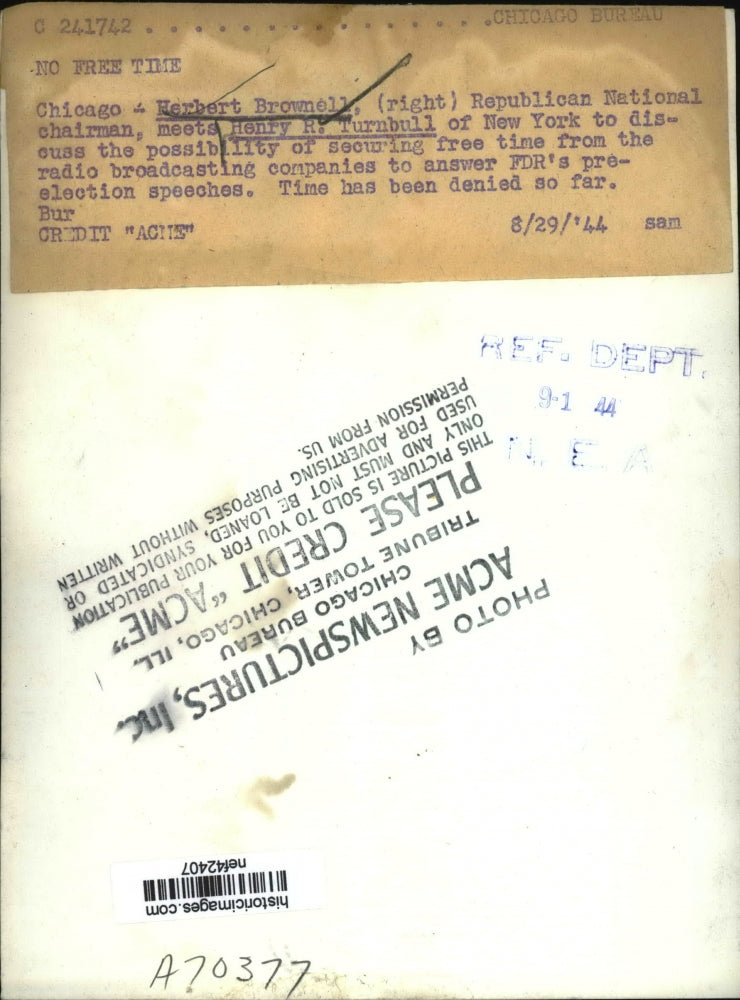 C 241742 . . . . . . . . . . . . . . . . .CHICAGO BUREAU
NO FREE TIME
Chicago - Herbert Brownell, (right) Republican National
chairman, meets Henry R. Turnbull of New York to dis-
cuss the possibility of securing free time from the
radio broadcasting companies to answer FDR's pre-
election speeches. Time has been denied so far.
Bur
CREDIT "ACME" 8/29/'44 sam
REF. DEPT.
9-1 44
N. E. A
PHOTO BY
ACME NEWSPICTURES, Inc.
CHICAGO BUREAU
TRIBUNE TOWER, CHICAGO, ILL.
PLEASE CREDIT "ACME"
THIS PICTURE IS SOLD TO YOU FOR YOUR PUBLICATION
ONLY AND MUST NOT BE LOANED, SYNDICATED OR
USED FOR ADVERTISING PURPOSES WITHOUT WRITTEN
PERMISSION FROM US.
historicimages.com
nef42407
A70377